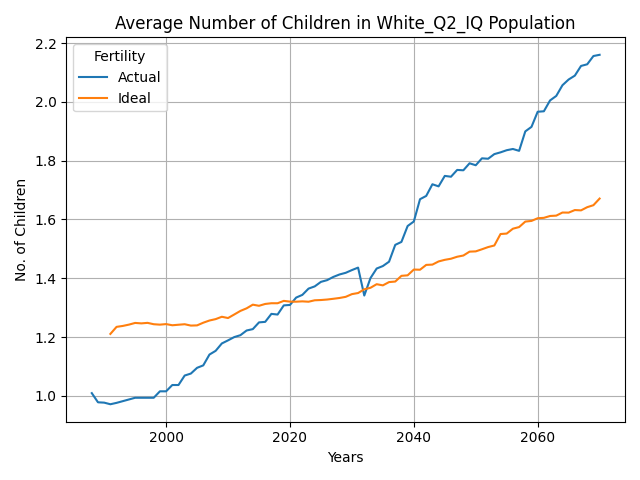 Average Number of Children in White_Q2_IQ Population
Fertility
Actual
Ideal
No. of Children
2.2
2.0
1.8
1.6
1.4
1.2
1.0
2000
2020
2040
2060
Years